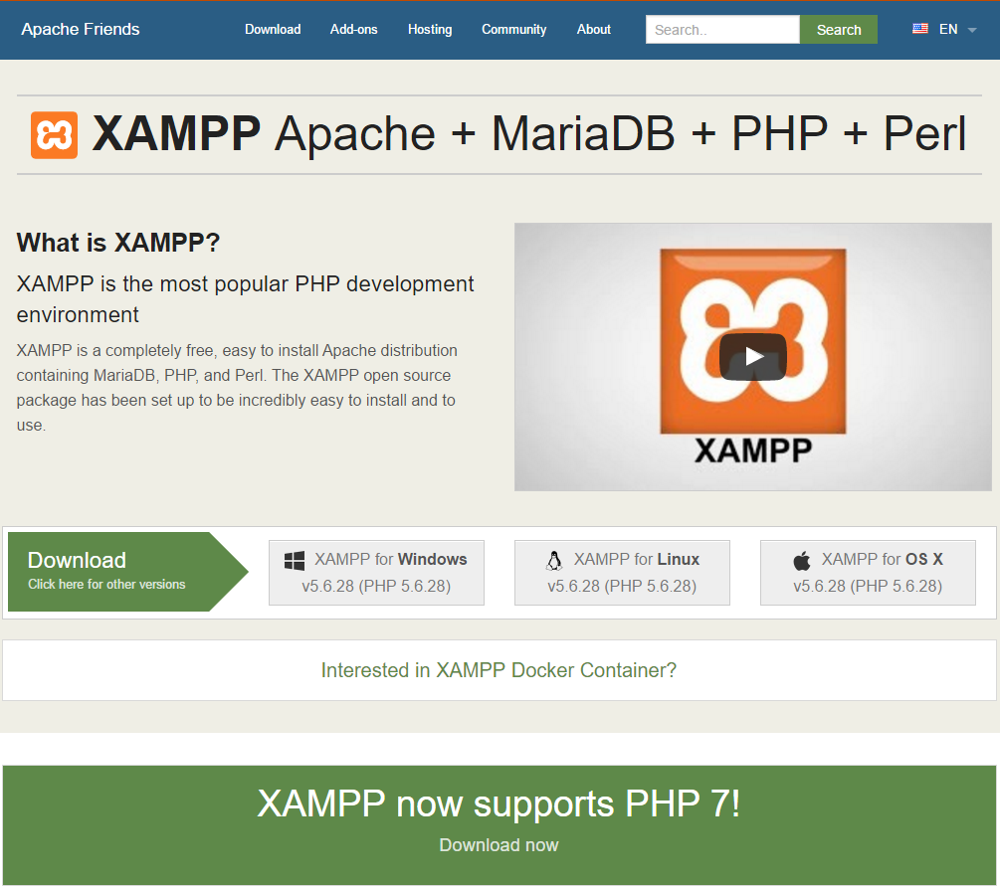 Apache Friends
Download Add-ons Hosting Community About
Search..
Search
EN
XAMPP Apache + MariaDB + PHP + Perl
What is XAMPP?
XAMPP is the most popular PHP development
environment
XAMPP is a completely free, easy to install Apache distribution
containing MariaDB, PHP, and Perl. The XAMPP open source
package has been set up to be incredibly easy to install and to
use.
XAMPP
Download
Click here for other versions
XAMPP for Windows
v5.6.28 (PHP 5.6.28)
XAMPP for Linux
v5.6.28 (PHP 5.6.28)
XAMPP for OS X
v5.6.28 (PHP 5.6.28)
Interested in XAMPP Docker Container?
XAMPP now supports PHP 7!
Download now